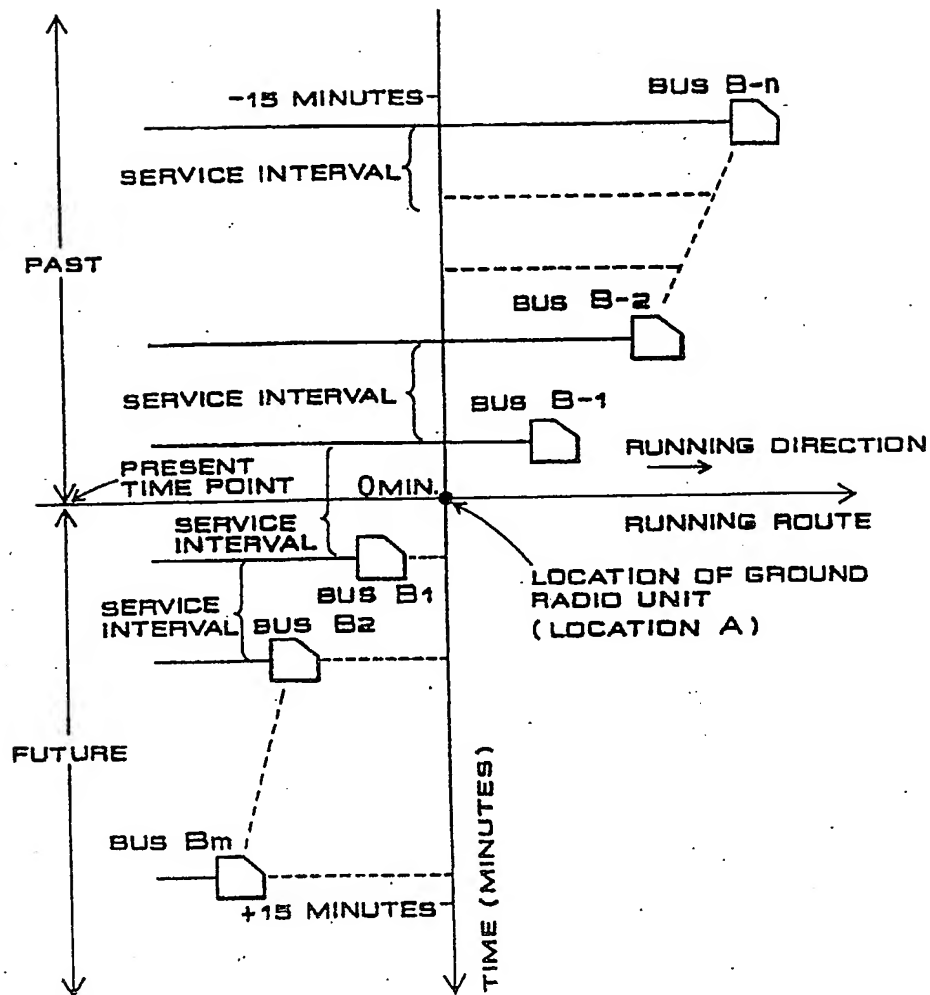 -15 MINUTES
BUS B-n
SERVICE INTERVAL
PAST
BUS B-2
SERVICE INTERVAL
BUS B-1
RUNNING DIRECTION
PRESENT
TIME POINT
0 MIN.
RUNNING ROUTE
SERVICE
INTERVAL
LOCATION OF GROUND
RADIO UNIT
(LOCATION A)
BUS B1
SERVICE
INTERVAL
BUS B2
FUTURE
TIME (MINUTES)
BUS Bm
+15 MINUTES